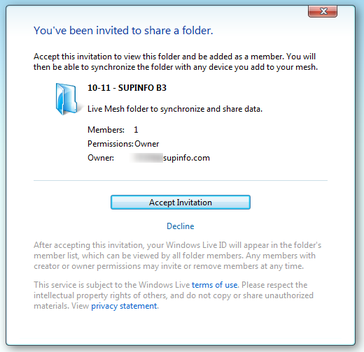 You've been invited to share a folder.
Accept this invitation to view this folder and be added as a member. You will
then be able to synchronize the folder with any device you add to your mesh.
10-11 - SUPINFO B3
Live Mesh folder to synchronize and share data.
Members: 1
Permissions: Owner
Owner: supinfo.com
Accept Invitation
Decline
After accepting this invitation, your Windows Live ID will appear in the folder's
member list, which can be viewed by all folder members. Any members with
creator or owner permissions may invite or remove members at any time.
This service is subject to the Windows Live terms of use. Please respect the
intellectual property rights of others, and do not copy or share unauthorized
materials. View privacy statement.